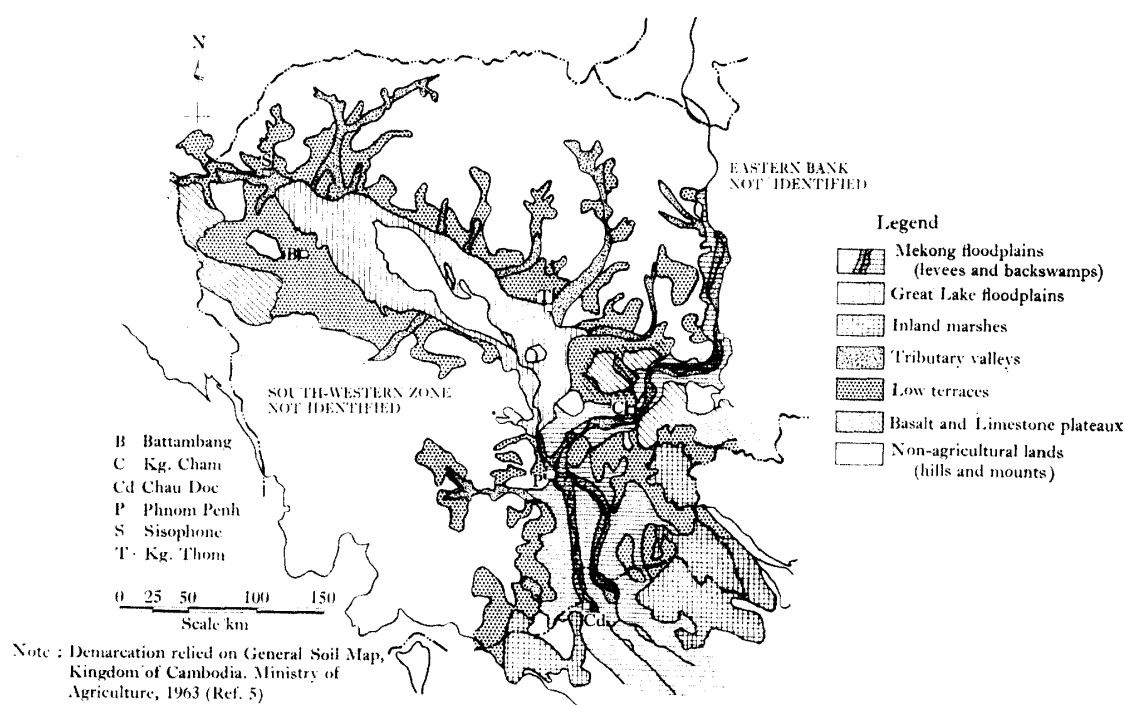 N
S
B
T
C
P
Cd
EASTERN BANK
NOT IDENTIFIED
SOUTH-WESTERN ZONE
NOT IDENTIFIED
Legend
Mekong floodplains
(levees and backswamps)
Great Lake floodplains
Inland marshes
Tributary valleys
Low terraces
Basalt and Limestone plateaux
Non-agricultural lands
(hills and mounts)
B Battambang
C Kg. Cham
Cd Chau Doc
P Phnom Penh
S Sisophone
T · Kg. Thom
0 25 50 100 150
Scale km
Note : Demarcation relied on General Soil Map,
Kingdom of Cambodia. Ministry of
Agriculture, 1963 (Ref. 5)